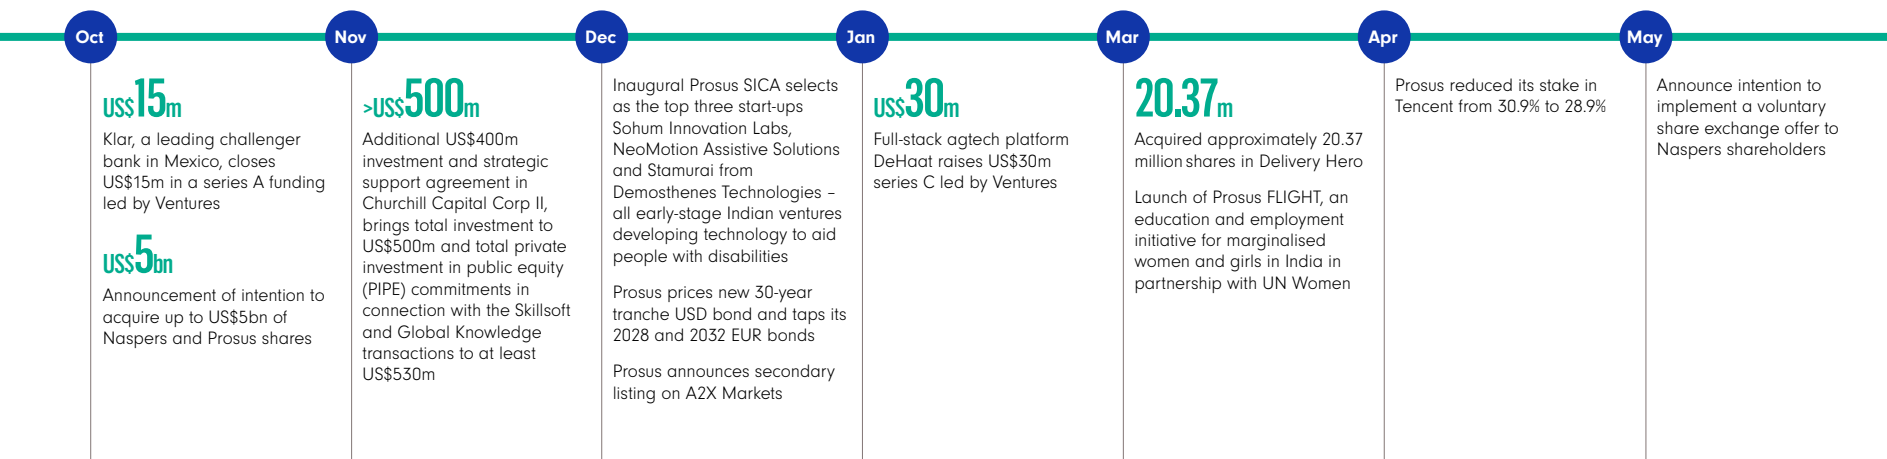 Oct
US$15m
Klar, a leading challenger
bank in Mexico, closes
US$15m in a series A funding
led by Ventures
US$5bn
Announcement of intention to
acquire up to US$5bn of
Naspers and Prosus shares
Nov
>US$500m
Additional US$400m
investment and strategic
support agreement in
Churchill Capital Corp II,
brings total investment to
US$500m and total private
investment in public equity
(PIPE) commitments in
connection with the Skillsoft
and Global Knowledge
transactions to at least
US$530m
Dec
Inaugural Prosus SICA selects
as the top three start-ups
Sohum Innovation Labs,
NeoMotion Assistive Solutions
and Stamurai from
Demosthenes Technologies –
all early-stage Indian ventures
developing technology to aid
people with disabilities
Prosus prices new 30-year
tranche USD bond and taps its
2028 and 2032 EUR bonds
Prosus announces secondary
listing on A2X Markets
Jan
US$30m
Full-stack agtech platform
DeHaat raises US$30m
series C led by Ventures
Mar
20.37m
Acquired approximately 20.37
million shares in Delivery Hero
Launch of Prosus FLIGHT, an
education and employment
initiative for marginalised
women and girls in India in
partnership with UN Women
Apr
Prosus reduced its stake in
Tencent from 30.9% to 28.9%
May
Announce intention to
implement a voluntary
share exchange offer to
Naspers shareholders